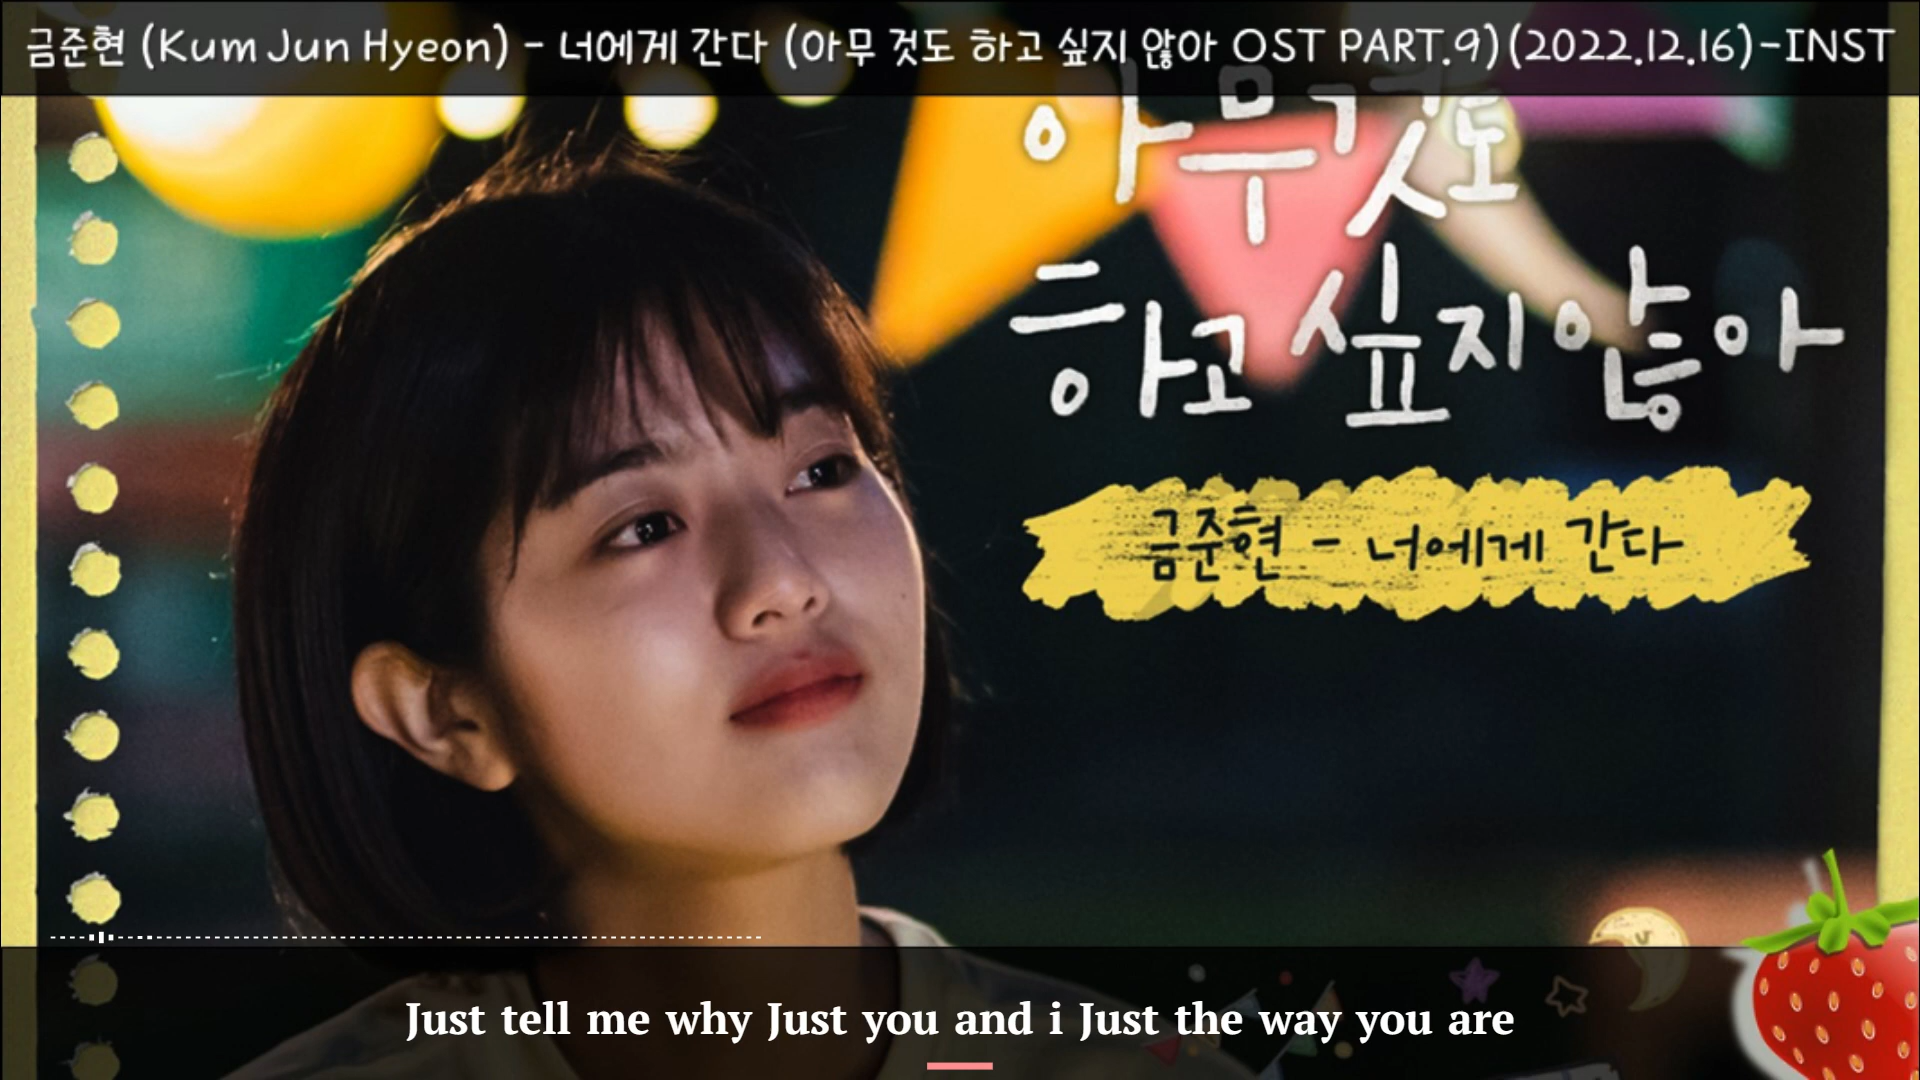 금준현 (Kum Jun Hyeon) - 너에게 간다 (아무 것도 하고 싶지 않아 OST PART.9)(2022.12.16)-INST
아무것도
하고 싶지 않아
금준현 - 너에게 간다
Just tell me why Just you and i Just the way you are